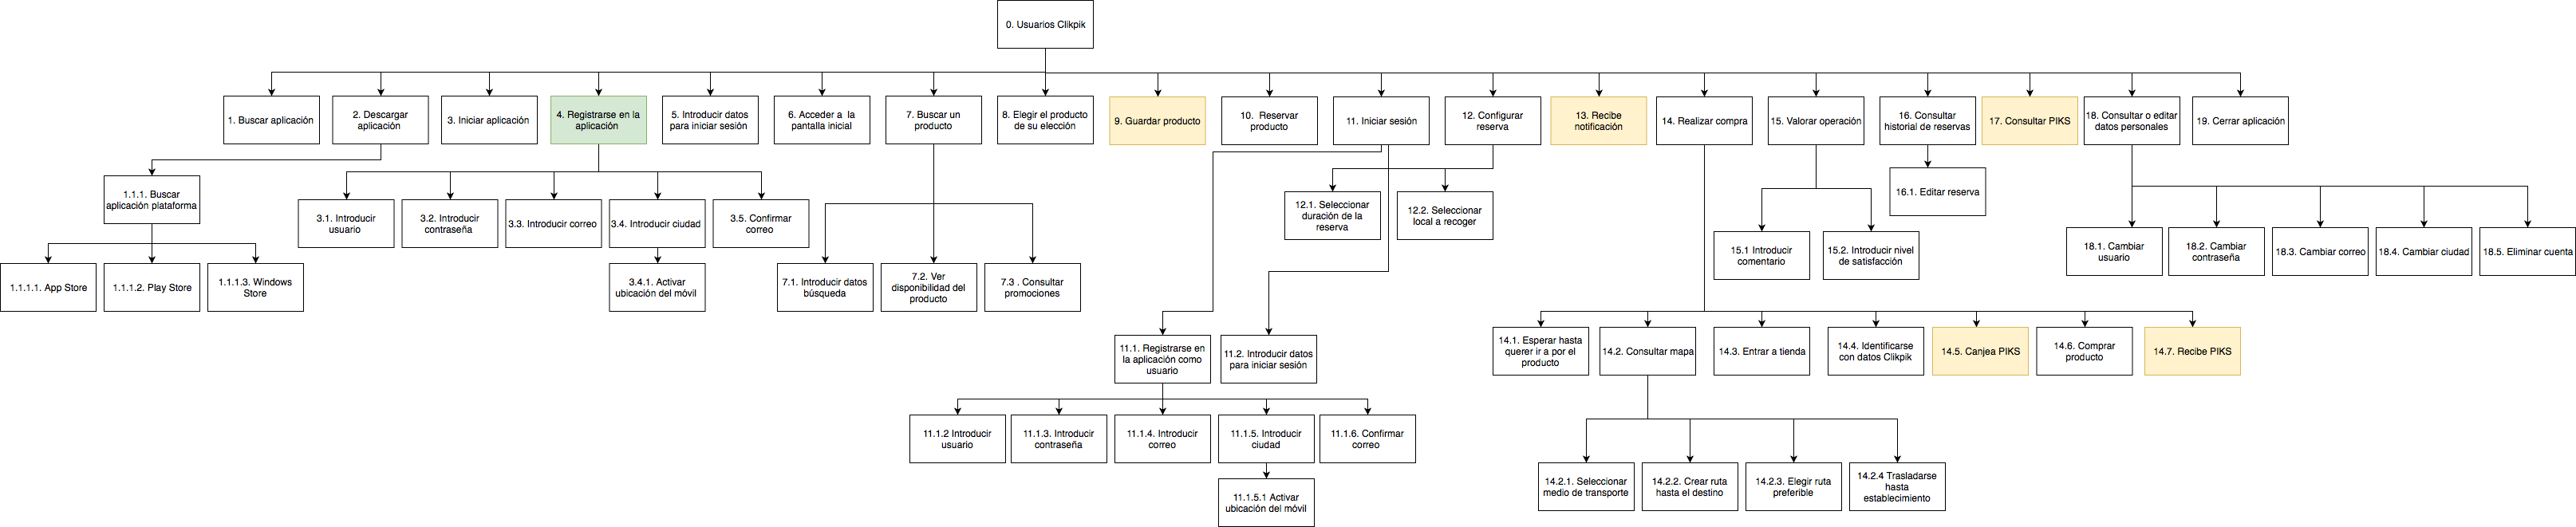 0. Usuarios Clikpik
1. Buscar aplicación
2. Descargar
aplicación
3. Iniciar aplicación
4. Registrarse en la
aplicación
5. Introducir datos
para iniciar sesión
6. Acceder a  la
pantalla inicial
7. Buscar un
producto
8. Elegir el producto
de su elección
9. Guardar producto
10.  Reservar
producto
11. Iniciar sesión
12. Configurar
reserva
13. Recibe
notificación
14. Realizar compra
15. Valorar operación
16. Consultar
historial de reservas
17. Consultar PIKS
18. Consultar o editar
datos personales
19. Cerrar aplicación
1.1.1. Buscar
aplicación plataforma
1.1.1.1. App Store
1.1.1.2. Play Store
1.1.1.3. Windows
Store
3.1. Introducir
usuario
3.2. Introducir
contraseña
3.3. Introducir correo
3.4. Introducir ciudad
3.5. Confirmar
correo
3.4.1. Activar
ubicación del móvil
7.1. Introducir datos
búsqueda
7.2. Ver
disponibilidad del
producto
7.3 . Consultar
promociones
12.1. Seleccionar
duración de la
reserva
12.2. Seleccionar
local a recoger
16.1. Editar reserva
15.1 Introducir
comentario
15.2. Introducir nivel
de satisfacción
18.1. Cambiar
usuario
18.2. Cambiar
contraseña
18.3. Cambiar correo
18.4. Cambiar ciudad
18.5. Eliminar cuenta
11.1. Registrarse en
la aplicación como
usuario
11.2. Introducir datos
para iniciar sesión
14.1. Esperar hasta
querer ir a por el
producto
14.2. Consultar mapa
14.3. Entrar a tienda
14.4. Identificarse
con datos Clikpik
14.5. Canjea PIKS
14.6. Comprar
producto
14.7. Recibe PIKS
11.1.2 Introducir
usuario
11.1.3. Introducir
contraseña
11.1.4. Introducir
correo
11.1.5. Introducir
ciudad
11.1.6. Confirmar
correo
11.1.5.1 Activar
ubicación del móvil
14.2.1. Seleccionar
medio de transporte
14.2.2. Crear ruta
hasta el destino
14.2.3. Elegir ruta
preferible
14.2.4 Trasladarse
hasta
establecimiento